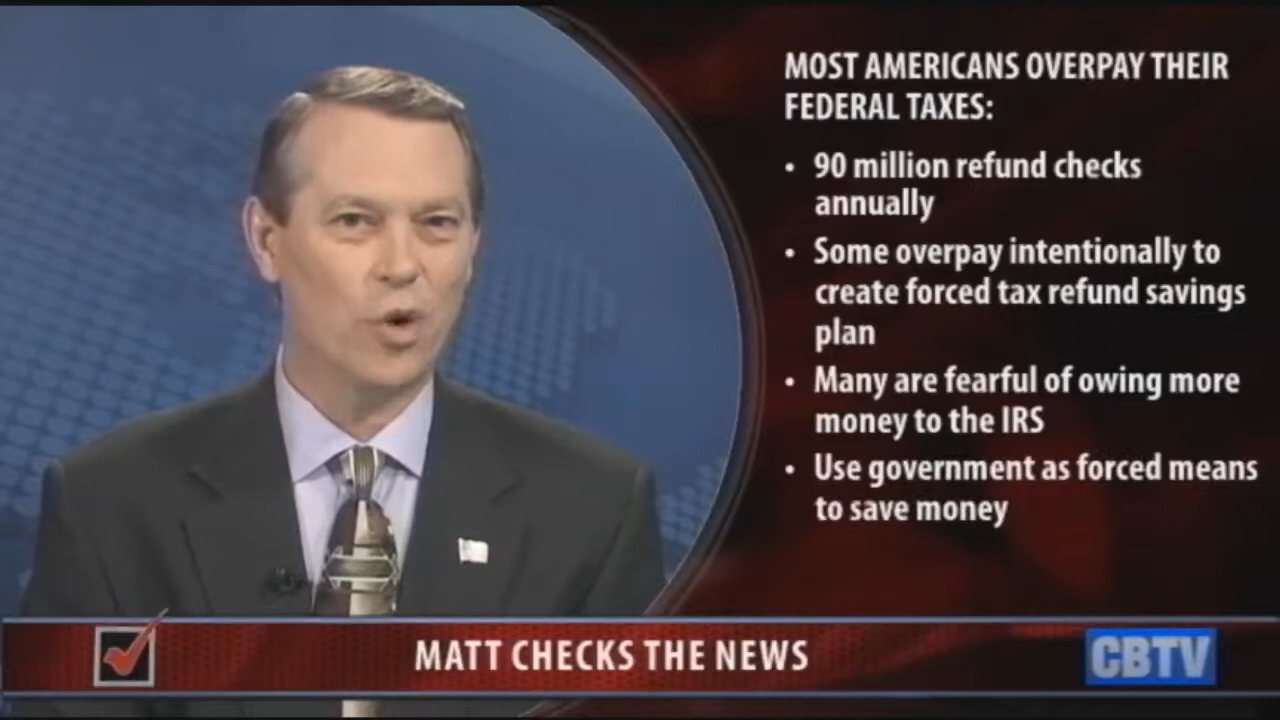 MOST AMERICANS OVERPAY THEIR
FEDERAL TAXES:
• 90 million refund checks
annually
• Some overpay intentionally to
create forced tax refund savings
plan
• Many are fearful of owing more
money to the IRS
• Use government as forced means
to save money
MATT CHECKS THE NEWS
CBTV